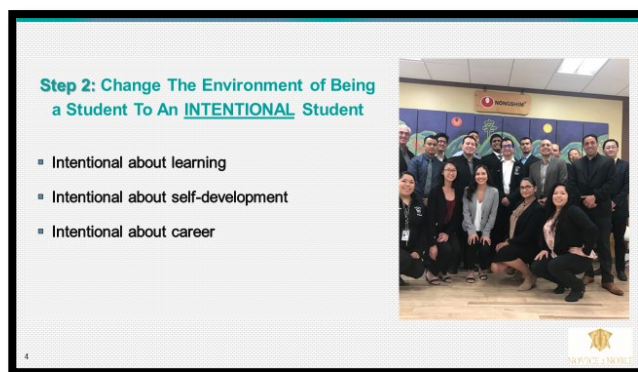 Step 2: Change The Environment of Being
a Student To An INTENTIONAL Student
Intentional about learning
Intentional about self-development
Intentional about career
NONGSHIM
4
NOVICE 2 NOBLE